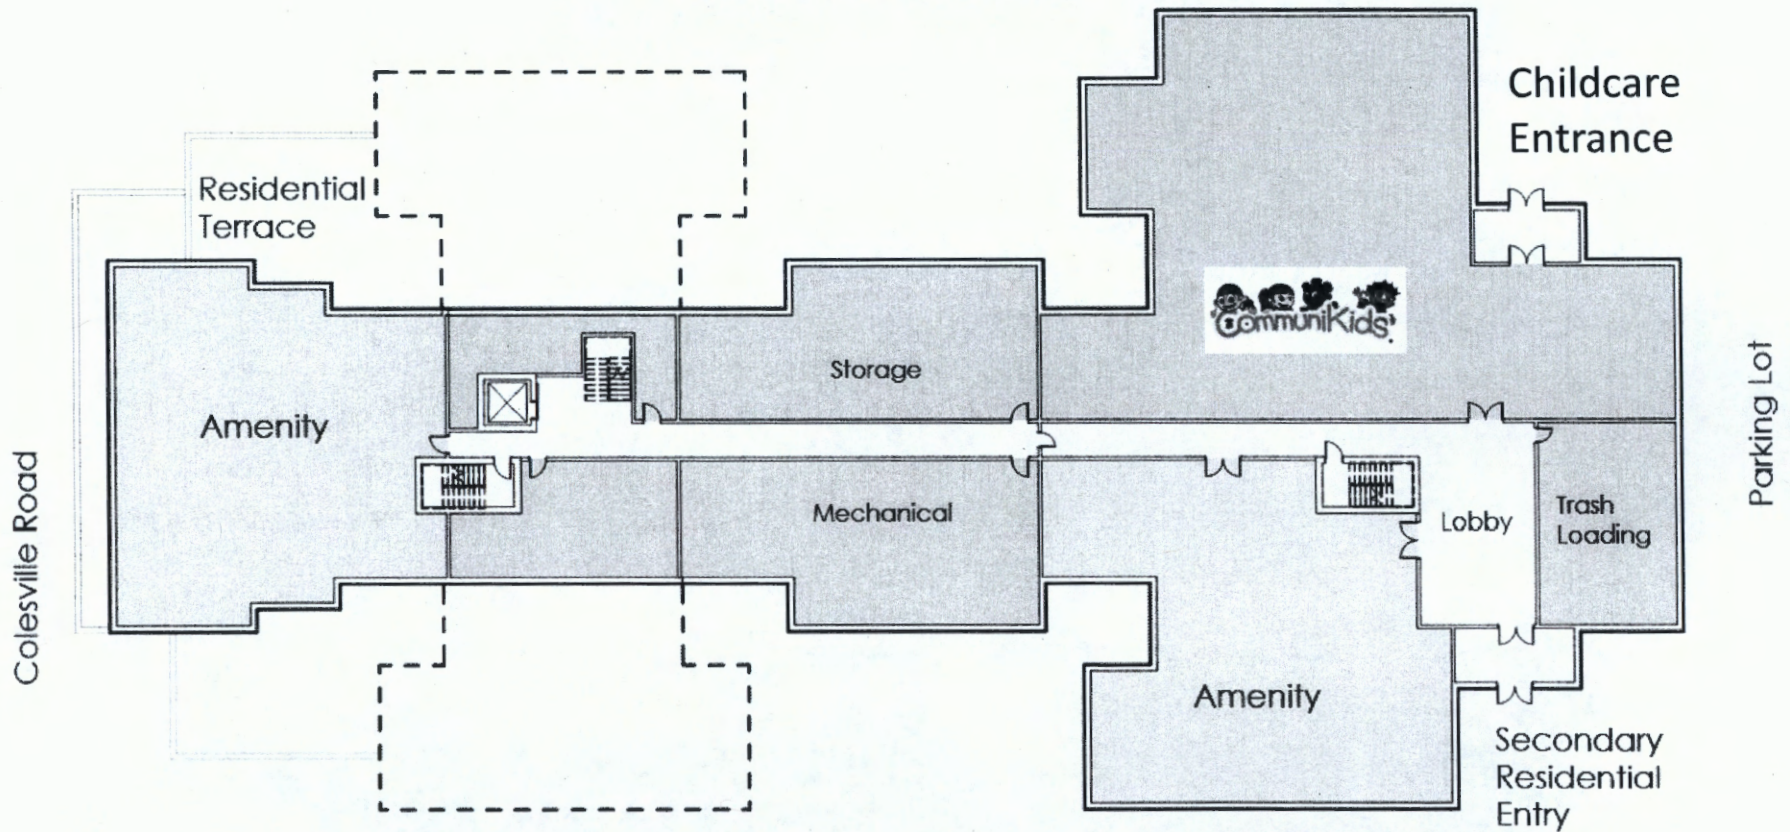 Childcare
Entrance
Residential
Terrace
CommuniKids
Storage
Amenity
Parking Lot
Colesville Road
Mechanical
Lobby
Trash
Loading
Amenity
Secondary
Residential
Entry